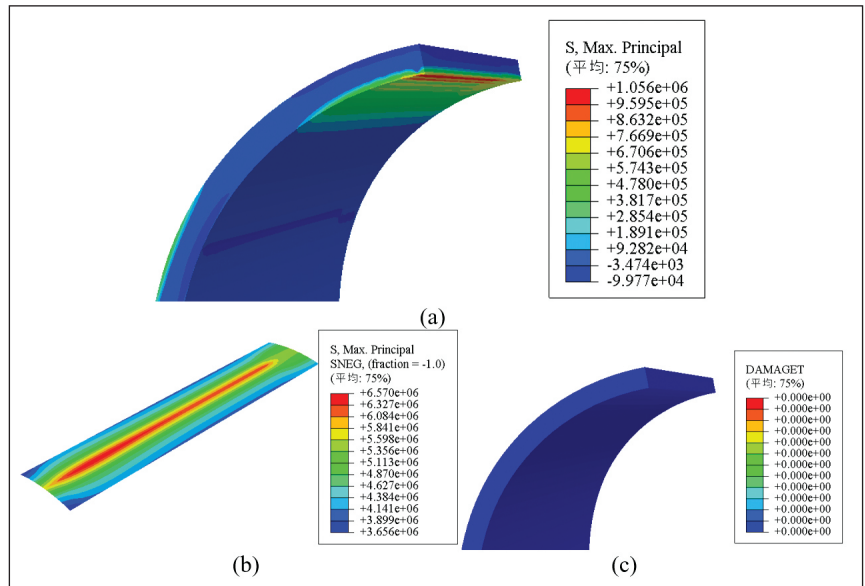 S, Max. Principal
(平均: 75%)
+1.056e+06
+9.595e+05
+8.632e+05
+7.669e+05
+6.706e+05
+5.743e+05
+4.780e+05
+3.817e+05
+2.854e+05
+1.891e+05
+9.282e+04
-3.474e+03
-9.977e+04
(a)
S, Max. Principal
SNEG, (fraction = -1.0)
(平均: 75%)
+6.570e+06
+6.327e+06
+6.084e+06
+5.841e+06
+5.598e+06
+5.356e+06
+5.113e+06
+4.870e+06
+4.627e+06
+4.384e+06
+4.141e+06
+3.899e+06
+3.656e+06
(b)
DAMAGET
(平均: 75%)
+0.000e+00
+0.000e+00
+0.000e+00
+0.000e+00
+0.000e+00
+0.000e+00
+0.000e+00
+0.000e+00
+0.000e+00
+0.000e+00
+0.000e+00
+0.000e+00
+0.000e+00
(c)